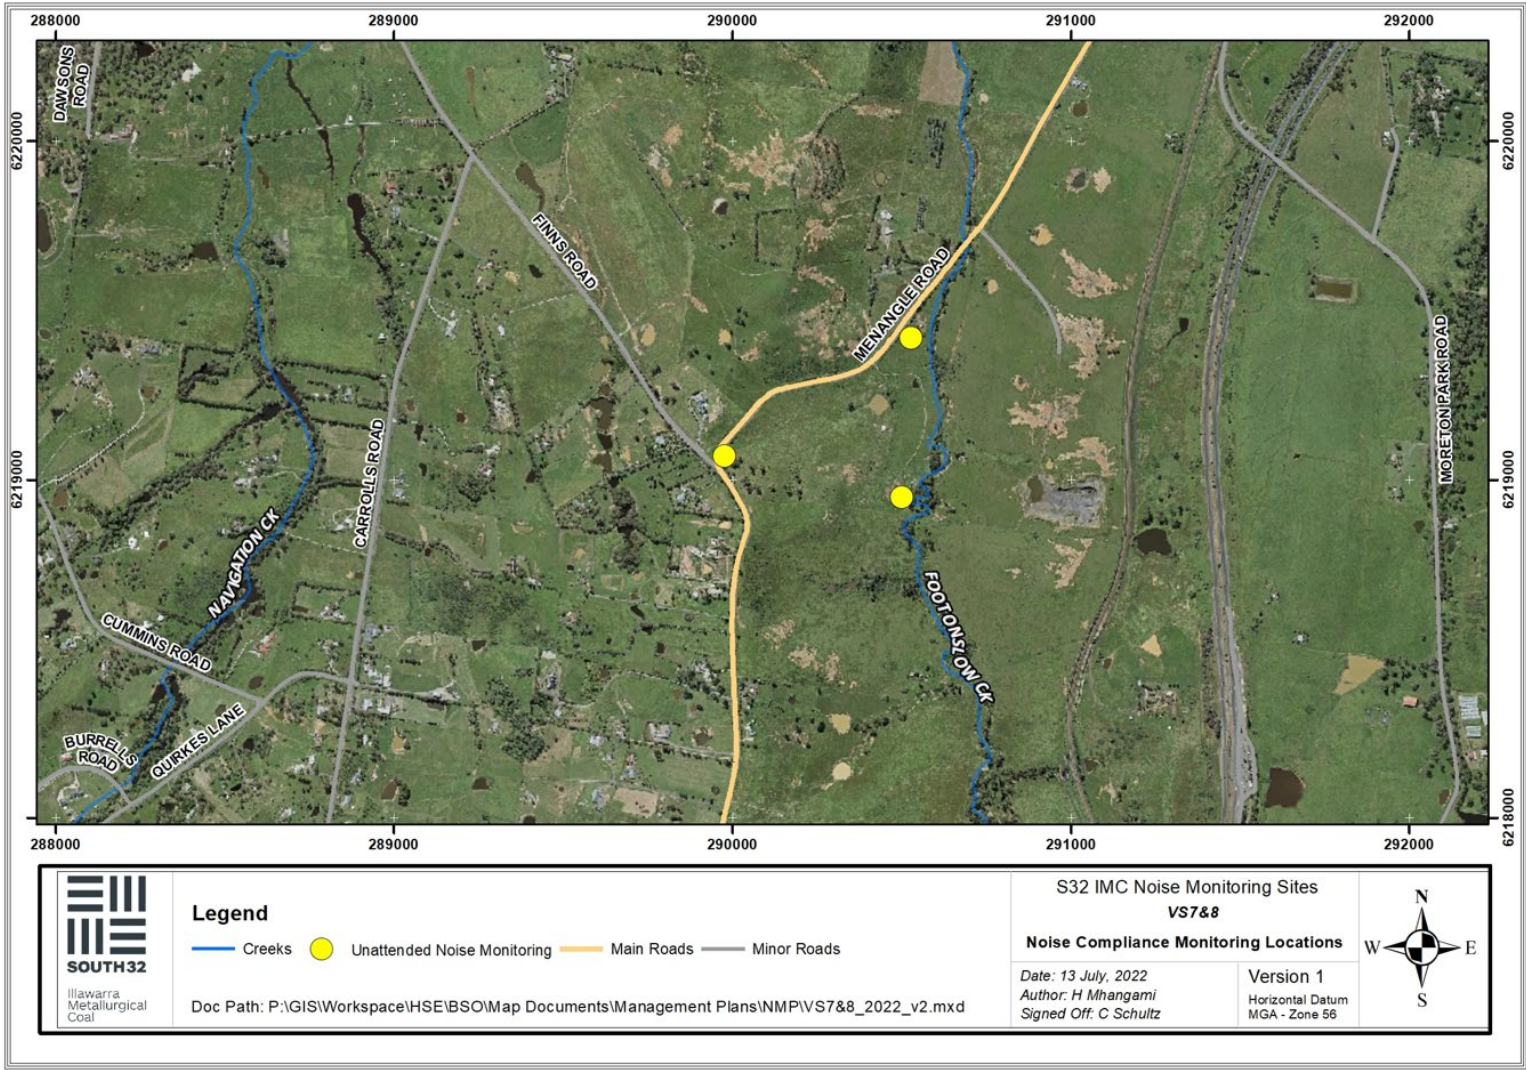 288000 289000 290000 291000 292000
DAWSONS
ROAD
6220000
6220000
FINNS ROAD
MENANGLE ROAD
MORETON PARK ROAD
CARROLLS ROAD
6219000
6219000
NAVIGATION CK
FOOTONSLOW CK
CUMMINS ROAD
QUIRKES LANE
BURRELLS
ROAD
6218000
288000 289000 290000 291000 292000
SOUTH32
Illawarra
Metallurgical
Coal
Legend
Creeks Unattended Noise Monitoring Main Roads Minor Roads
Doc Path: P:\GIS\Workspace\HSE\BSO\Map Documents\Management Plans\NMP\VS7&8_2022_v2.mxd
S32 IMC Noise Monitoring Sites
VS7&8
Noise Compliance Monitoring Locations
Date: 13 July, 2022
Author: H Mhangami
Signed Off: C Schultz
Version 1
Horizontal Datum
MGA - Zone 56
N
W E
S